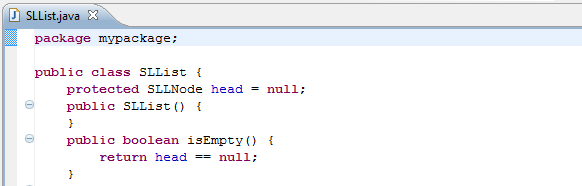 SLList.java
package mypackage;
public class SLList {
    protected SLLNode head = null;
    public SLList() {
    }
    public boolean isEmpty() {
        return head == null;
    }